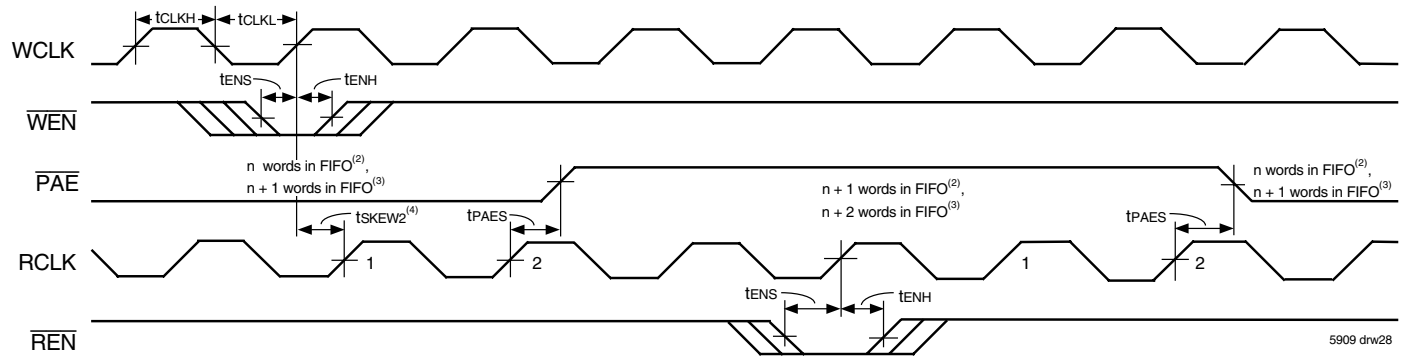 tCLKH
tCLKL
WCLK
tENS
tENH
WEN
n words in FIFO(2),
n + 1 words in FIFO(3)
PAE
n + 1 words in FIFO(2),
n + 2 words in FIFO(3)
n words in FIFO(2),
n + 1 words in FIFO(3)
tSKEW2(4)
tPAES
tPAES
RCLK
1
2
1
2
tENS
tENH
REN
5909 drw28